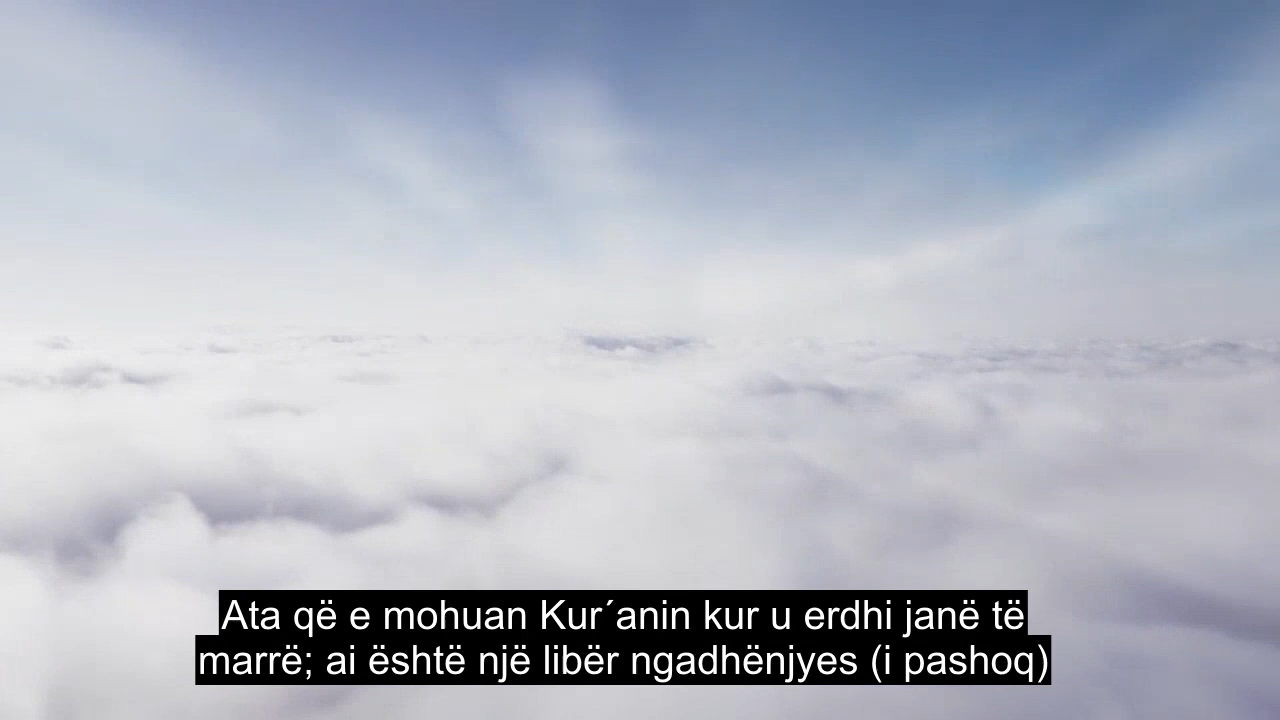 Ata që e mohuan Kur´anin kur u erdhi janë të
marrë; ai është një libër ngadhënjyes (i pashoq)